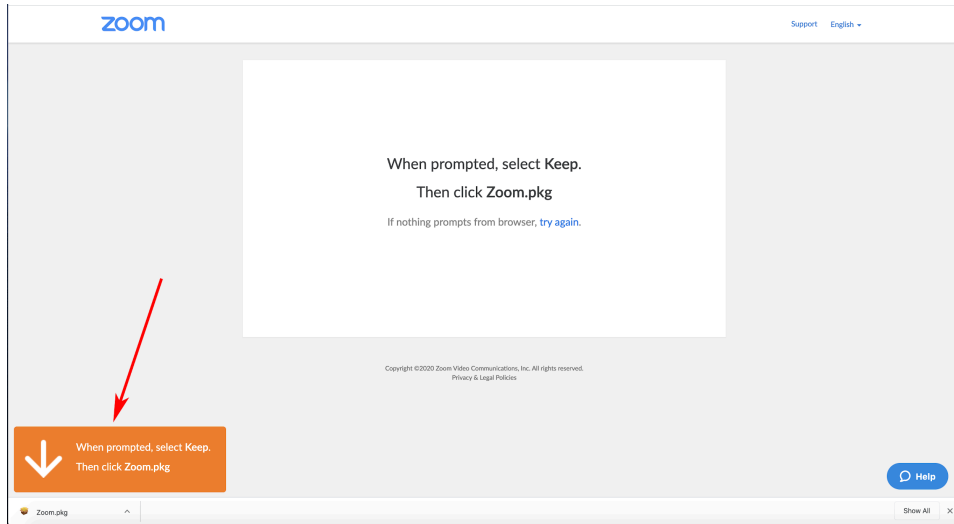 zoom
Support English
When prompted, select Keep.
Then click Zoom.pkg
If nothing prompts from browser, try again.
Copyright ©2020 Zoom Video Communications, Inc. All rights reserved.
Privacy & Legal Policies
When prompted, select Keep.
Then click Zoom.pkg
Help
Zoom.pkg
Show All